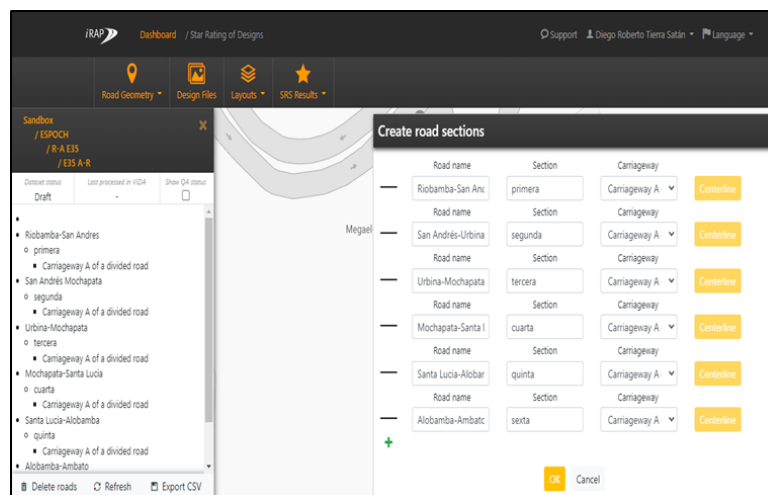 iRAP Dashboard / Star Rating of Designs Support Diego Roberto Tierra Satán Language
Road Geometry Design Files Layouts SRS Results
Sandbox
/ ESPOCH
/ R-A E35
/ E35 A-R
Dataset status Last processed in VIDA Show QA status
Draft -
Riobamba-San Andres
primera
Carriageway A of a divided road
San Andrés Mochapata
segunda
Carriageway A of a divided road
Urbina-Mochapata
tercera
Carriageway A of a divided road
Mochapata-Santa Lucia
cuarta
Carriageway A of a divided road
Santa Lucia-Alobamba
quinta
Carriageway A of a divided road
Alobamba-Ambato
Delete roads Refresh Export CSV
Megael
Create road sections
Road name Section Carriageway
Riobamba-San Anc primera Carriageway A Centerline
Road name Section Carriageway
San Andrés-Urbina segunda Carriageway A Centerline
Road name Section Carriageway
Urbina-Mochapata tercera Carriageway A Centerline
Road name Section Carriageway
Mochapata-Santa l cuarta Carriageway A Centerline
Road name Section Carriageway
Santa Lucia-Alobar quinta Carriageway A Centerline
Road name Section Carriageway
Alobamba-Ambatc sexta Carriageway A Centerline
OK Cancel